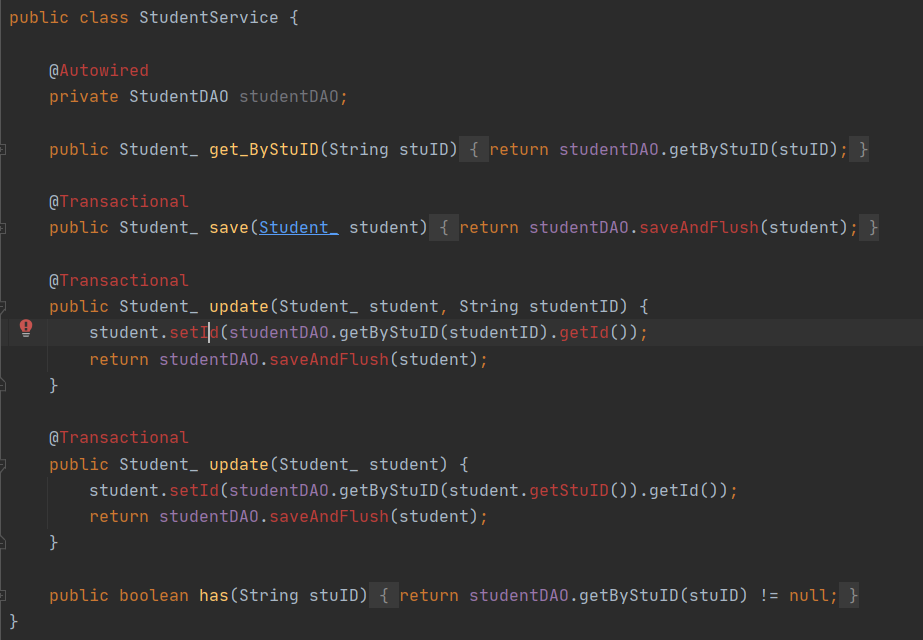 public class StudentService {
@Autowired
private StudentDAO studentDAO;
public Student_ get_ByStuID(String stuID) { return studentDAO.getByStuID(stuID); }
@Transactional
public Student_ save(Student_ student) { return studentDAO.saveAndFlush(student); }
@Transactional
public Student_ update(Student_ student, String studentID) {
student.setId(studentDAO.getByStuID(studentID).getId());
return studentDAO.saveAndFlush(student);
}
@Transactional
public Student_ update(Student_ student) {
student.setId(studentDAO.getByStuID(student.getStuID()).getId());
return studentDAO.saveAndFlush(student);
}
public boolean has(String stuID) { return studentDAO.getByStuID(stuID) != null; }
}